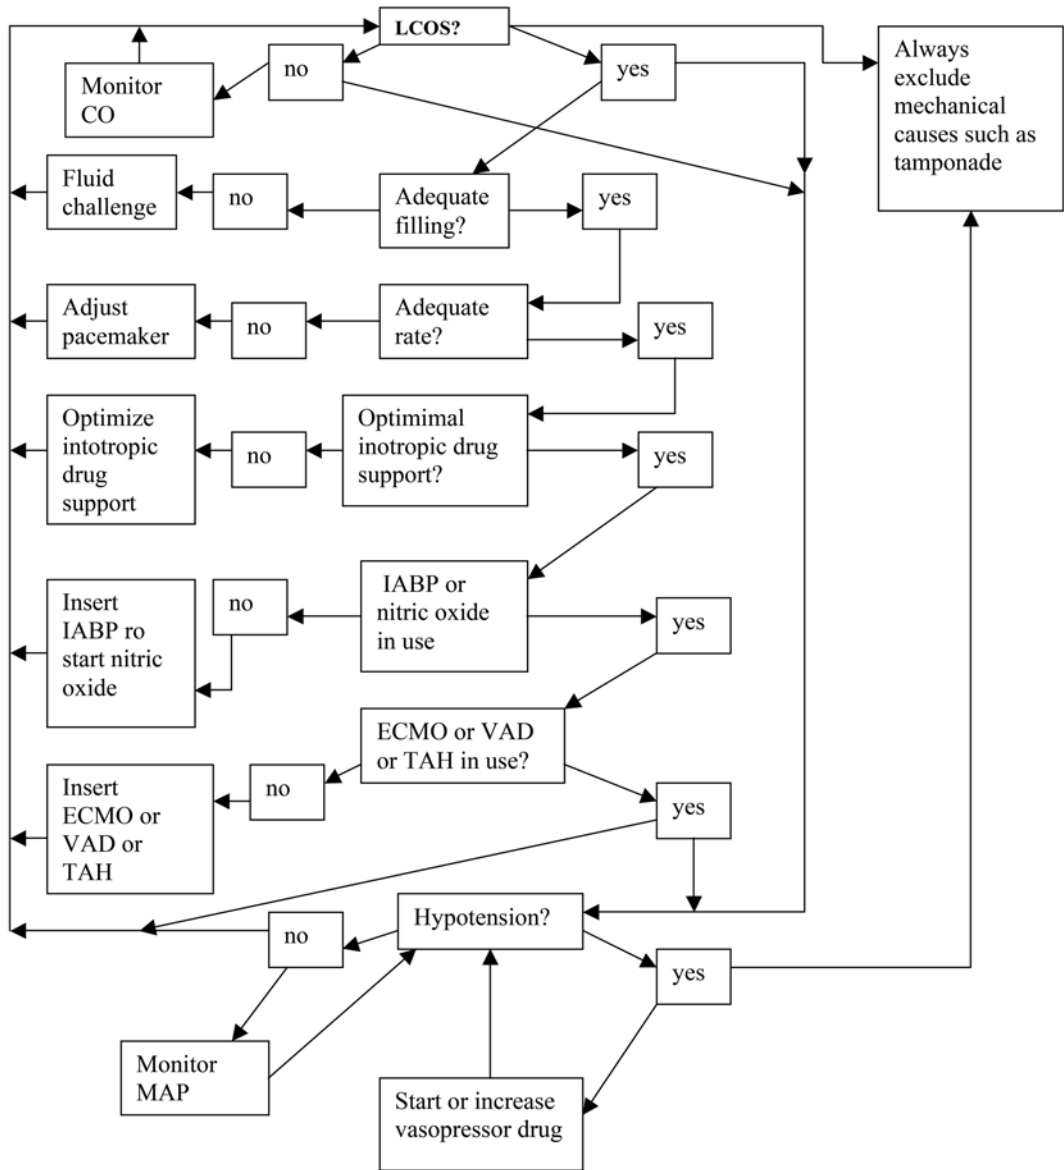 LCOS?
Always
exclude
mechanical
causes such as
tamponade
no
yes
Monitor
CO
Fluid
challenge
no
Adequate
filling?
yes
Adjust
pacemaker
no
Adequate
rate?
yes
Optimize
intotropic
drug
support
no
Optimimal
inotropic drug
support?
yes
Insert
IABP ro
start nitric
oxide
no
IABP or
nitric oxide
in use
yes
ECMO or VAD
or TAH in use?
Insert
ECMO or
VAD or
TAH
no
yes
Hypotension?
no
yes
Monitor
MAP
Start or increase
vasopressor drug